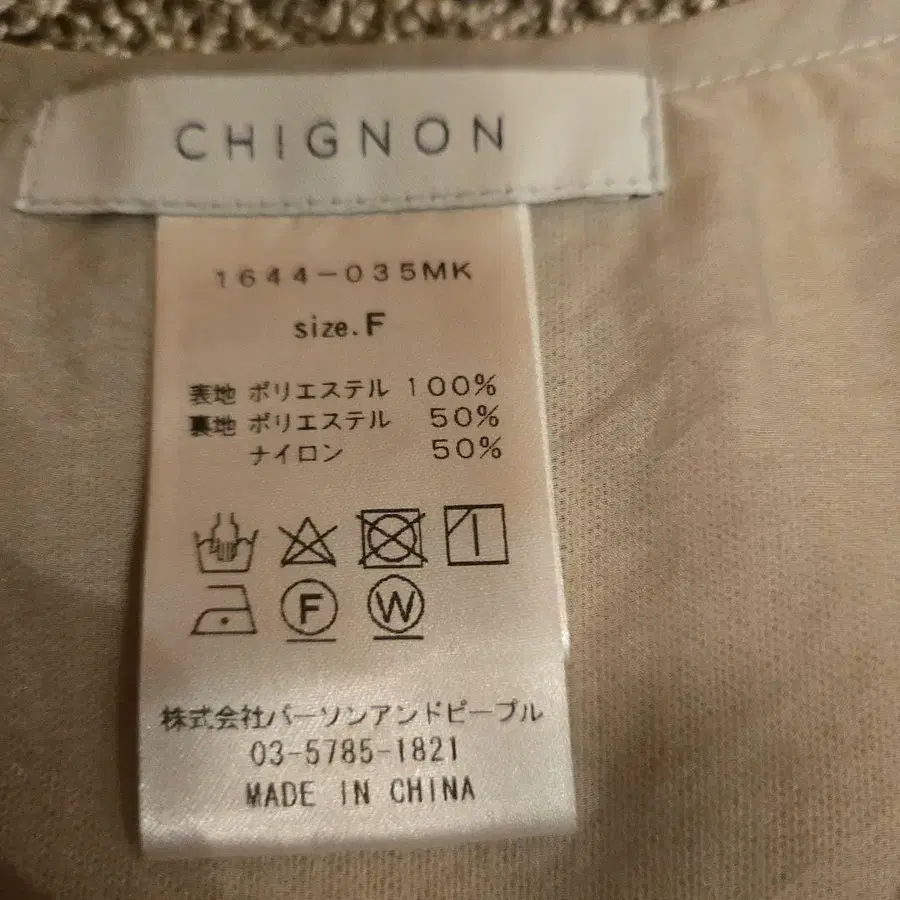 CHIGNON
1644-035MK
size.F
表地 ポリエステル 100%
裏地 ポリエステル 50%
ナイロン 50%
F W
株式会社パーソンアンドピープル
03-5785-1821
MADE IN CHINA